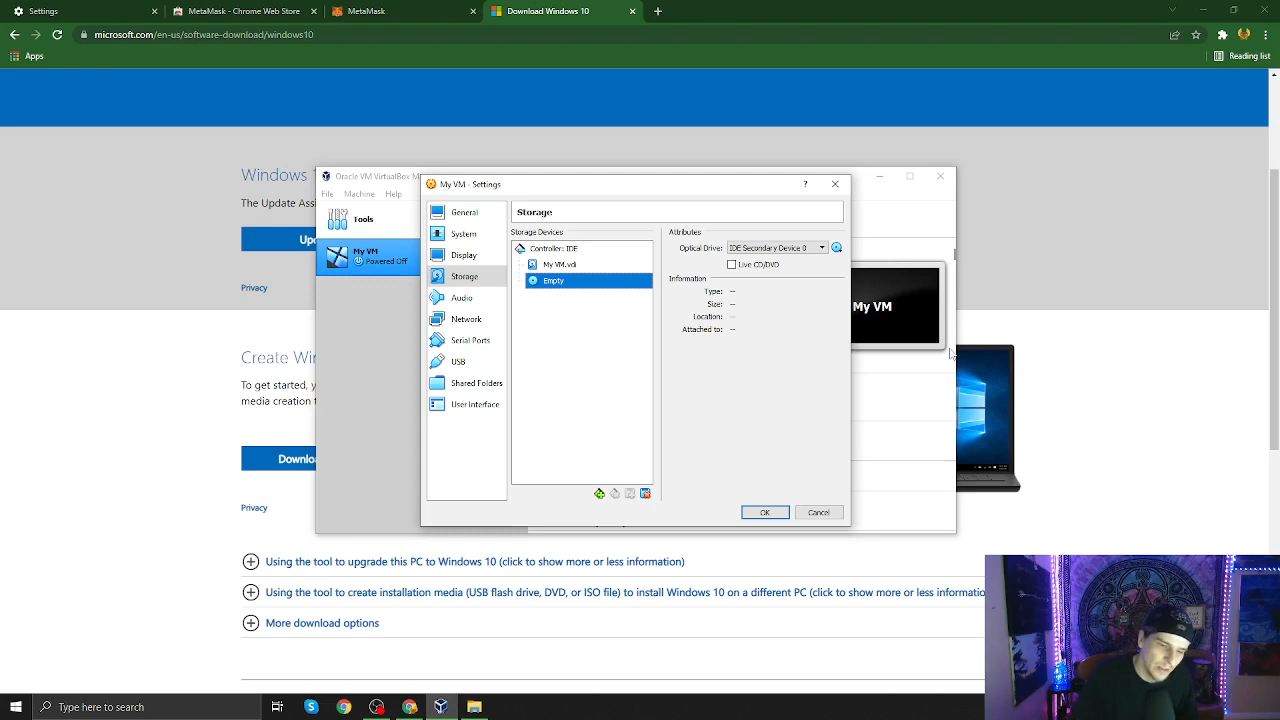 Settings
MetaMask - Chrome Web Store
MetaMask
Download Windows 10
microsoft.com/en-us/software-download/windows10
Apps
Reading list
Windows 1
The Update Assi
Privacy
Create Wi
To get started, y
media creation t
Downloa
Privacy
Oracle VM VirtualBox M
File Machine Help
Tools
My VM
Powered Off
My VM - Settings
?
General
System
Display
Storage
Audio
Network
Serial Ports
USB
Shared Folders
User Interface
Storage
Storage Devices
Controller: IDE
My VM.vdi
Empty
Attributes
Optical Drive: IDE Secondary Device 0
Live CD/DVD
Information
Type: --
Size: --
Location: --
Attached to: --
OK Cancel
My VM
Using the tool to upgrade this PC to Windows 10 (click to show more or less information)
Using the tool to create installation media (USB flash drive, DVD, or ISO file) to install Windows 10 on a different PC (click to show more or less informatio
More download options
Type here to search